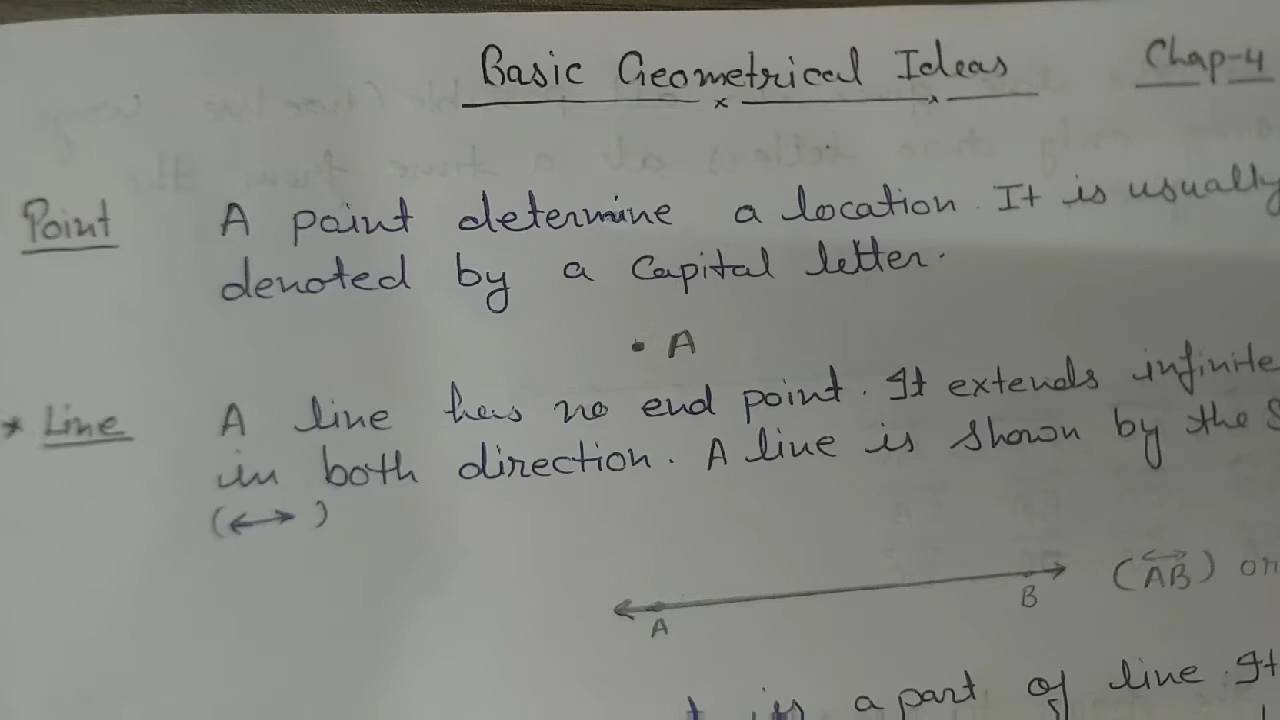 Basic Geometrical Ideas Chap-4
Point A point determine a location. It is usually
denoted by a Capital letter.
• A
* Line A line has no end point. It extends infinite
in both direction. A line is shown by the S
(↔)
A B (AB) or
is a part of line. It